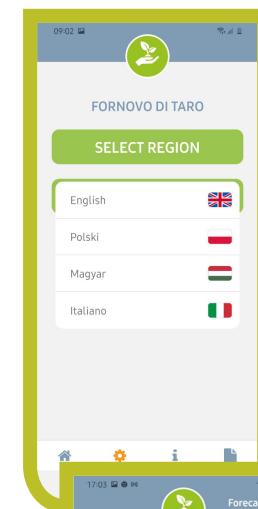 09:02
FORNOVO DI TARO
SELECT REGION
English
Polski
Magyar
Italiano
17:03
Foreca